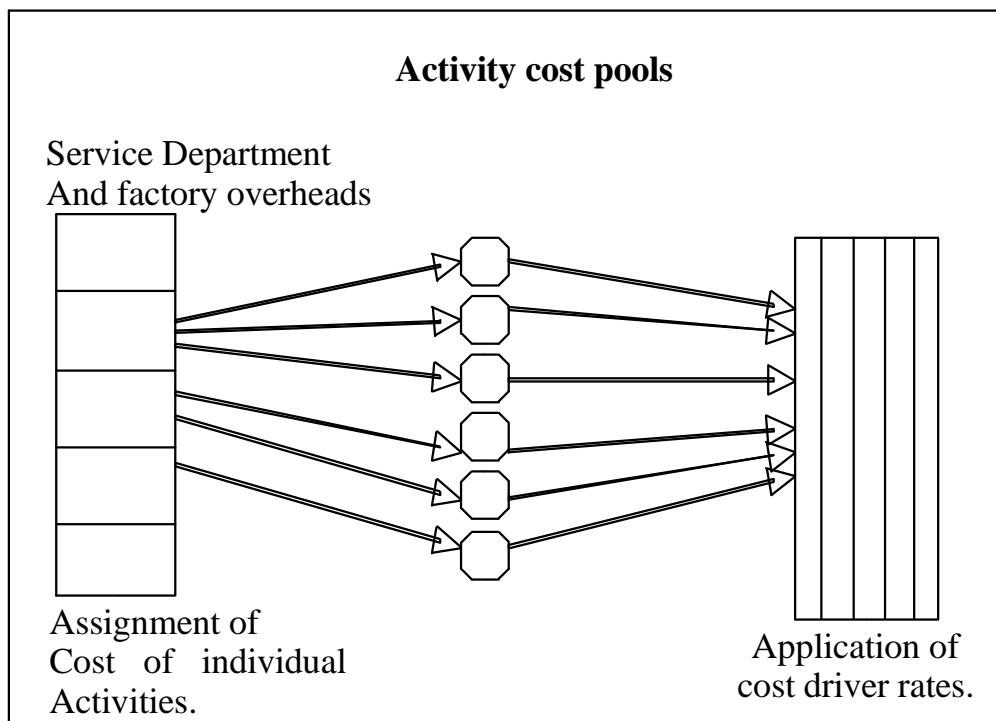 Activity cost pools
Service Department
And factory overheads
Assignment of
Cost of individual
Activities.
Application of
cost driver rates.